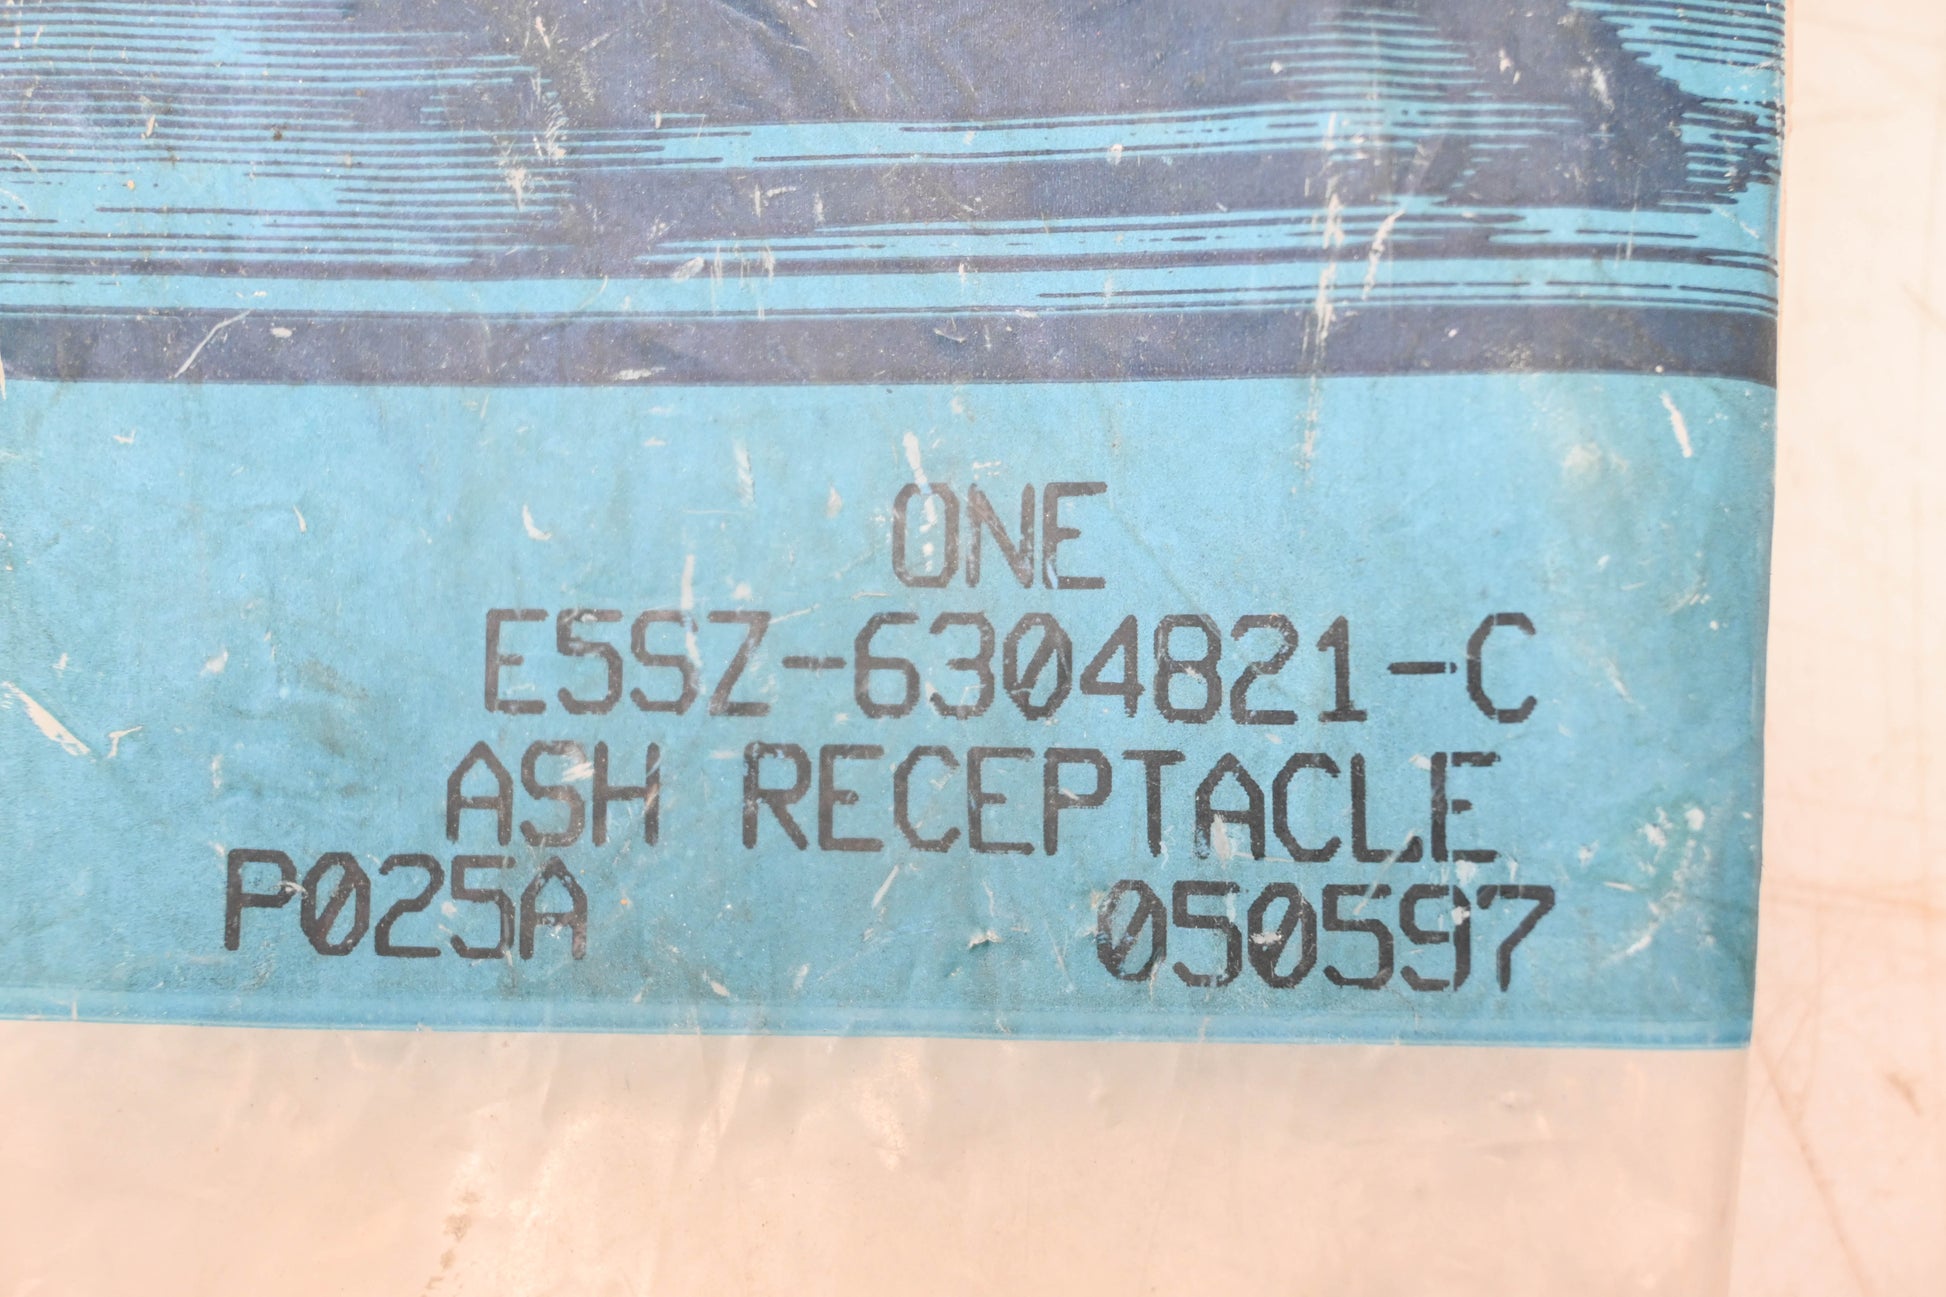 ONE
E5SZ-6304821-C
ASH RECEPTACLE
P025A 050597